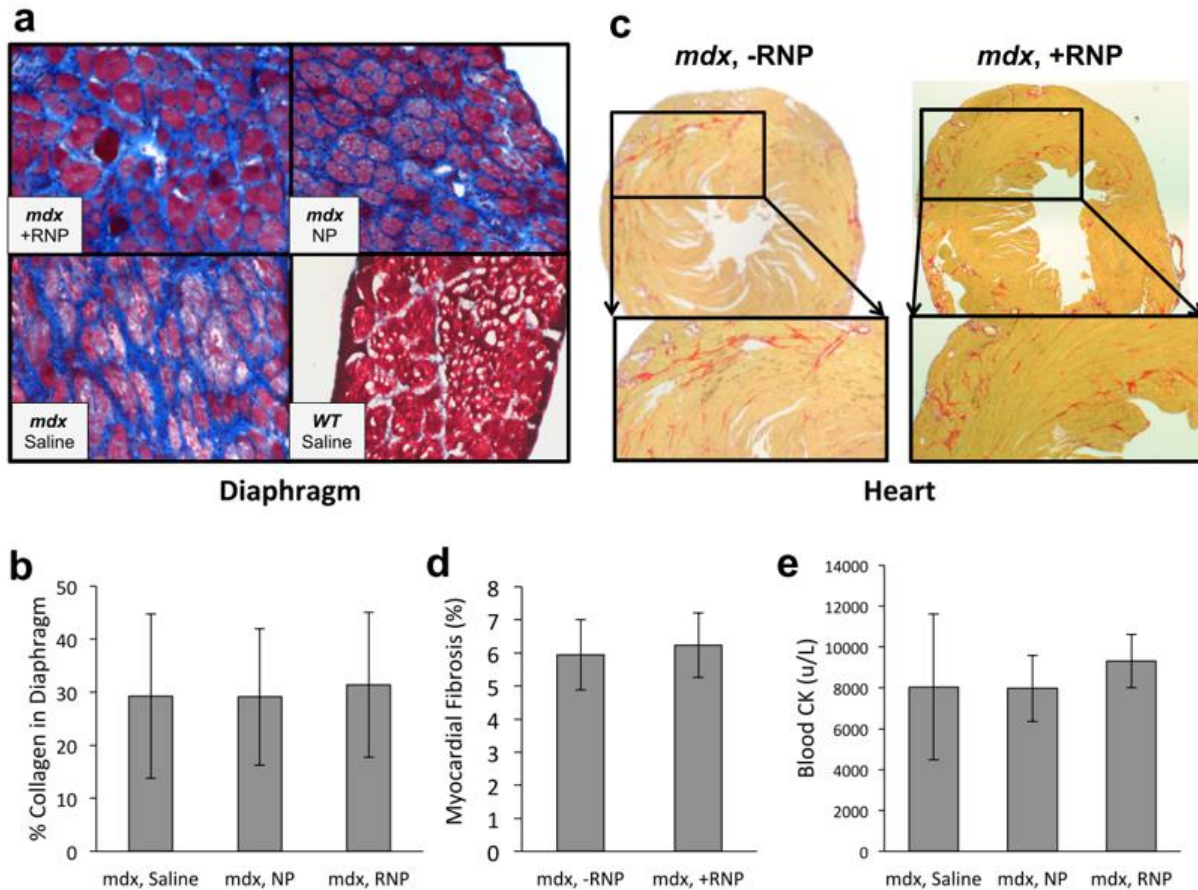 a
mdx
+RNP
mdx
NP
mdx
Saline
WT
Saline
Diaphragm
c
mdx, -RNP
mdx, +RNP
Heart
b
% Collagen in Diaphragm
50
40
30
20
10
0
mdx, Saline
mdx, NP
mdx, RNP
d
Myocardial Fibrosis (%)
8
7
6
5
4
3
2
1
0
mdx, -RNP
mdx, +RNP
e
Blood CK (u/L)
14000
12000
10000
8000
6000
4000
2000
0
mdx, Saline
mdx, NP
mdx, RNP